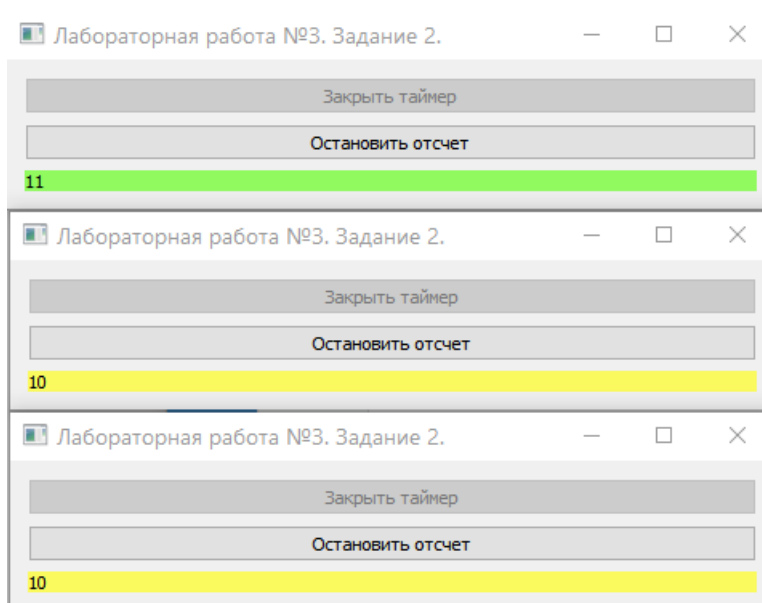 Лабораторная работа №3. Задание 2.
Закрыть таймер
Остановить отсчет
11
Лабораторная работа №3. Задание 2.
Закрыть таймер
Остановить отсчет
10
Лабораторная работа №3. Задание 2.
Закрыть таймер
Остановить отсчет
10